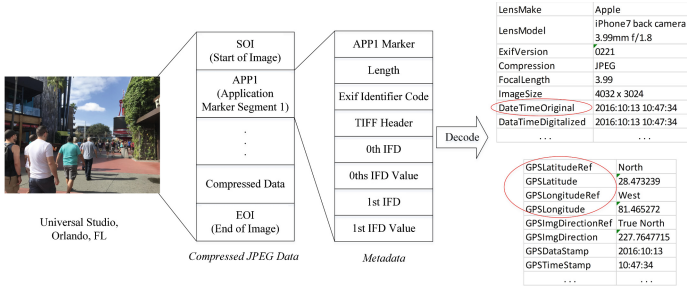 Universal Studio,
Orlando, FL
SOI
(Start of Image)
APP1
(Application
Marker Segment 1)
.
.
.
Compressed Data
EOI
(End of Image)
Compressed JPEG Data
APP1 Marker
Length
Exif Identifier Code
TIFF Header
0th IFD
0ths IFD Value
1st IFD
1st IFD Value
Metadata
Decode
LensMake Apple
LensModel iPhone7 back camera
3.99mm f/1.8
ExifVersion 0221
Compression JPEG
FocalLength 3.99
ImageSize 4032 x 3024
DateTimeOriginal 2016:10:13 10:47:34
DataTimeDigitalized 2016:10:13 10:47:34
. . . . . .
GPSLatitudeRef North
GPSLatitude 28.473239
GPSLongitudeRef West
GPSLongitude 81.465272
GPSImgDirectionRef True North
GPSImgDirection 227.7647715
GPSDataStamp 2016:10:13
GPSTimeStamp 10:47:34
. . . . . .